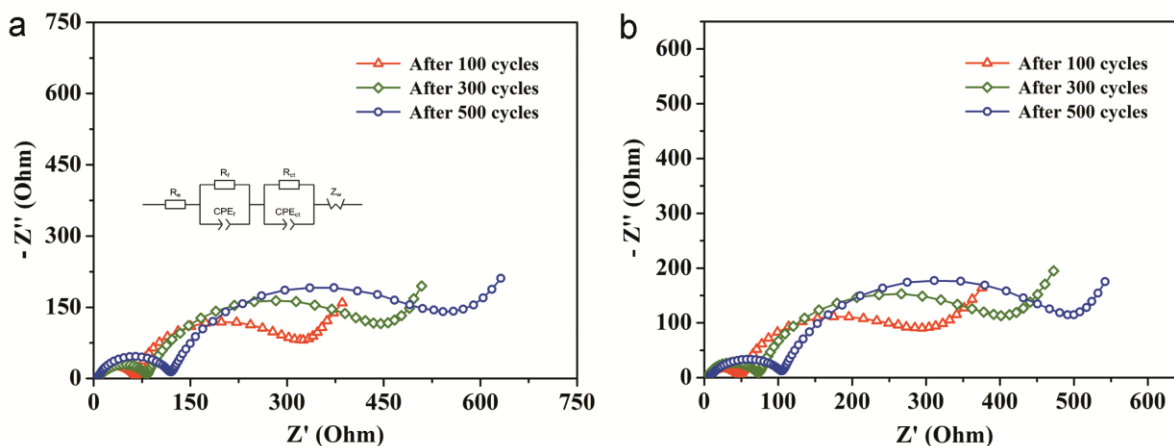 a
- Z'' (Ohm)
750
600
450
300
150
0
After 100 cycles
After 300 cycles
After 500 cycles
Re
Rf
CPEf
Rct
CPEct
Zw
0
150
300
450
600
750
Z' (Ohm)
b
- Z'' (Ohm)
600
500
400
300
200
100
0
After 100 cycles
After 300 cycles
After 500 cycles
0
100
200
300
400
500
600
Z' (Ohm)